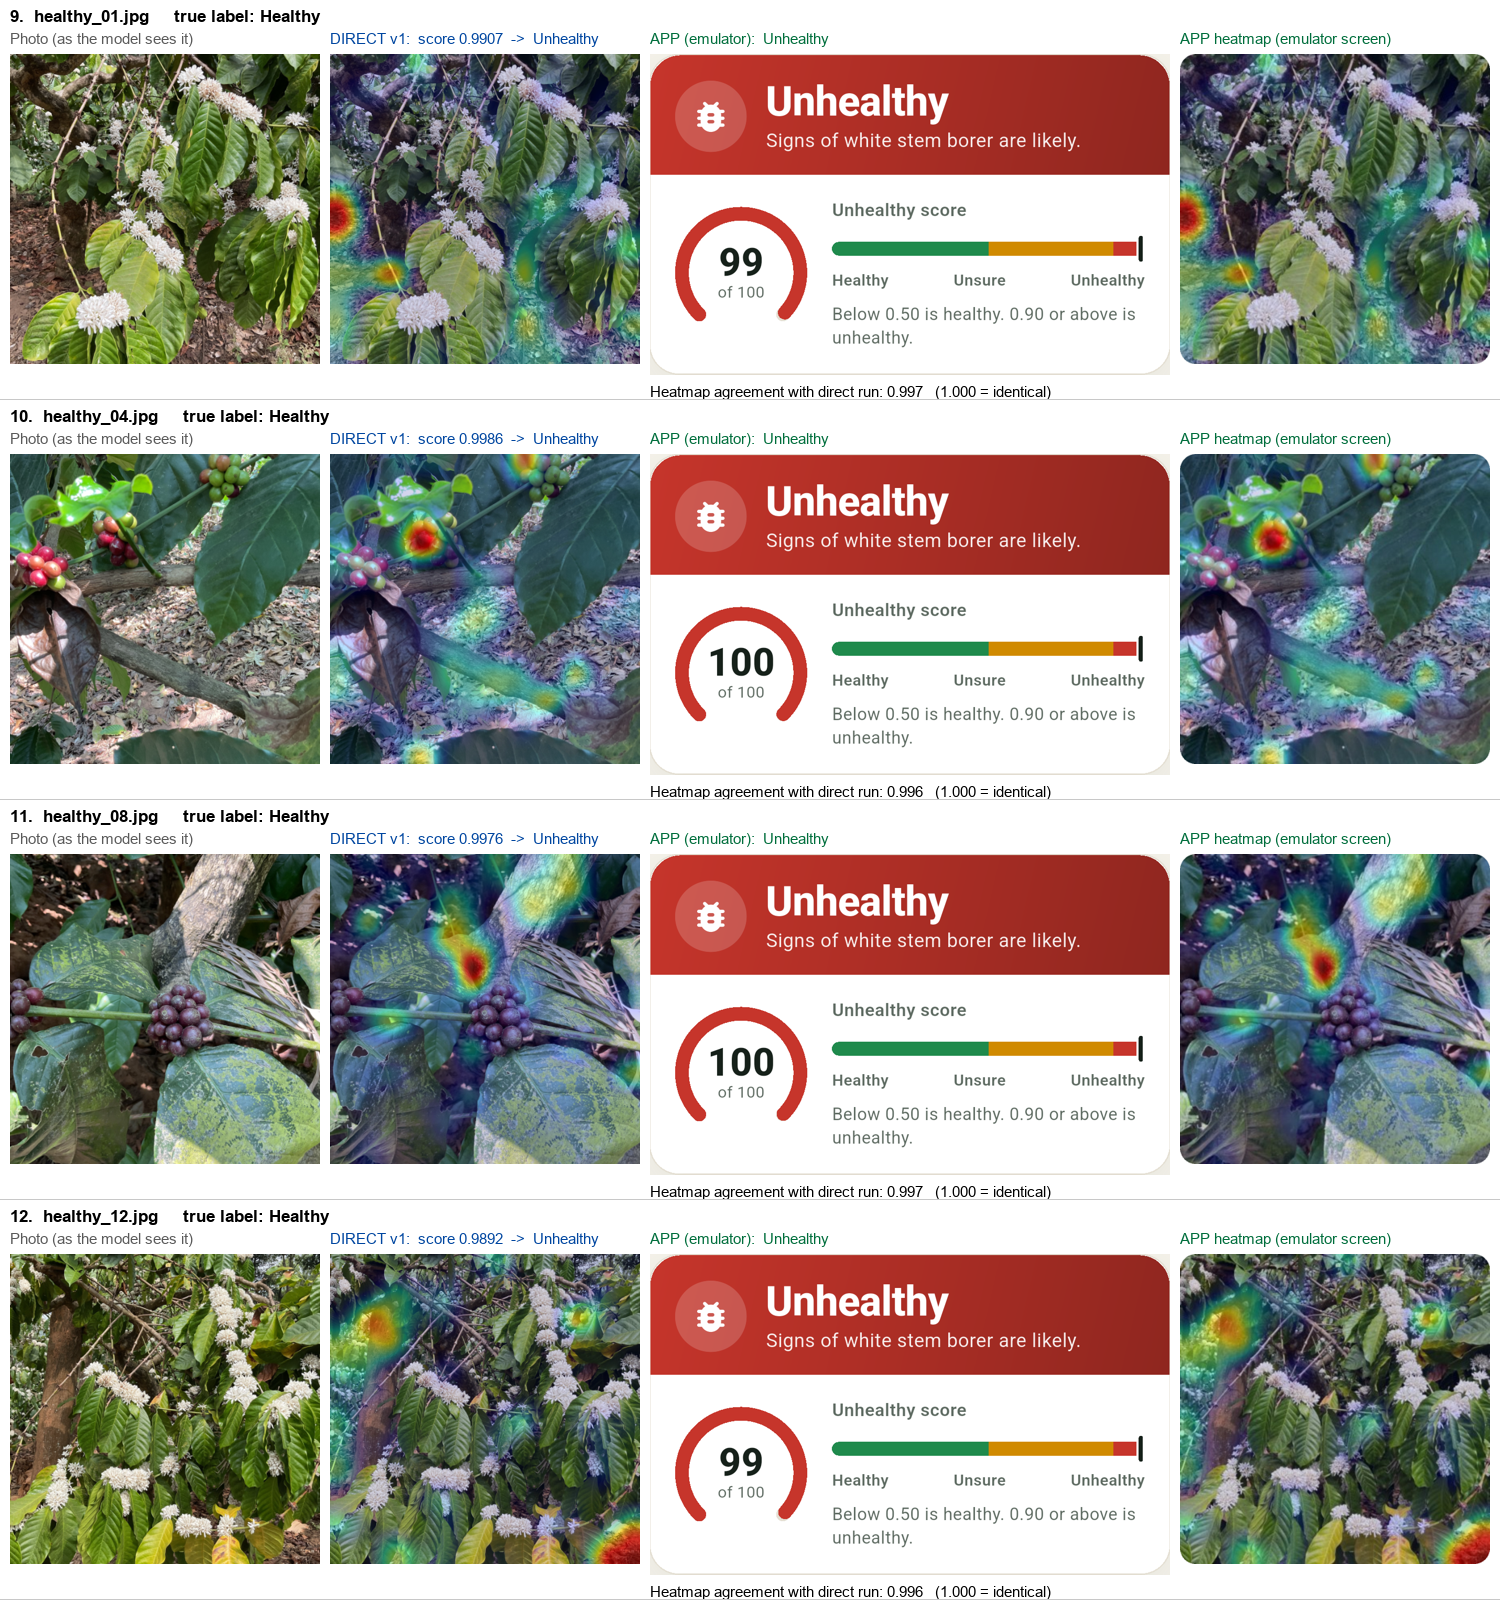 9. healthy_01.jpg true label: Healthy
Photo (as the model sees it) DIRECT v1: score 0.9907 -> Unhealthy APP (emulator): Unhealthy APP heatmap (emulator screen)
Unhealthy
Signs of white stem borer are likely.
Unhealthy score
99
of 100
Healthy Unsure Unhealthy
Below 0.50 is healthy. 0.90 or above is
unhealthy.
Heatmap agreement with direct run: 0.997 (1.000 = identical)
10. healthy_04.jpg true label: Healthy
Photo (as the model sees it) DIRECT v1: score 0.9986 -> Unhealthy APP (emulator): Unhealthy APP heatmap (emulator screen)
Unhealthy
Signs of white stem borer are likely.
Unhealthy score
100
of 100
Healthy Unsure Unhealthy
Below 0.50 is healthy. 0.90 or above is
unhealthy.
Heatmap agreement with direct run: 0.996 (1.000 = identical)
11. healthy_08.jpg true label: Healthy
Photo (as the model sees it) DIRECT v1: score 0.9976 -> Unhealthy APP (emulator): Unhealthy APP heatmap (emulator screen)
Unhealthy
Signs of white stem borer are likely.
Unhealthy score
100
of 100
Healthy Unsure Unhealthy
Below 0.50 is healthy. 0.90 or above is
unhealthy.
Heatmap agreement with direct run: 0.997 (1.000 = identical)
12. healthy_12.jpg true label: Healthy
Photo (as the model sees it) DIRECT v1: score 0.9892 -> Unhealthy APP (emulator): Unhealthy APP heatmap (emulator screen)
Unhealthy
Signs of white stem borer are likely.
Unhealthy score
99
of 100
Healthy Unsure Unhealthy
Below 0.50 is healthy. 0.90 or above is
unhealthy.
Heatmap agreement with direct run: 0.996 (1.000 = identical)